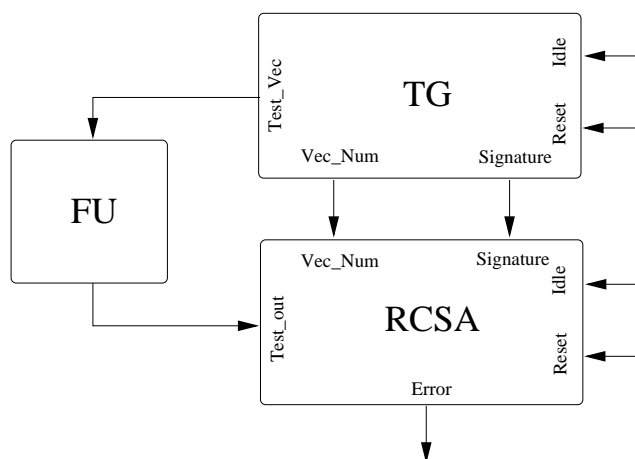 Test_Vec
TG
Idle
Reset
Vec_Num
Signature
FU
Vec_Num
Signature
Test_out
RCSA
Idle
Reset
Error